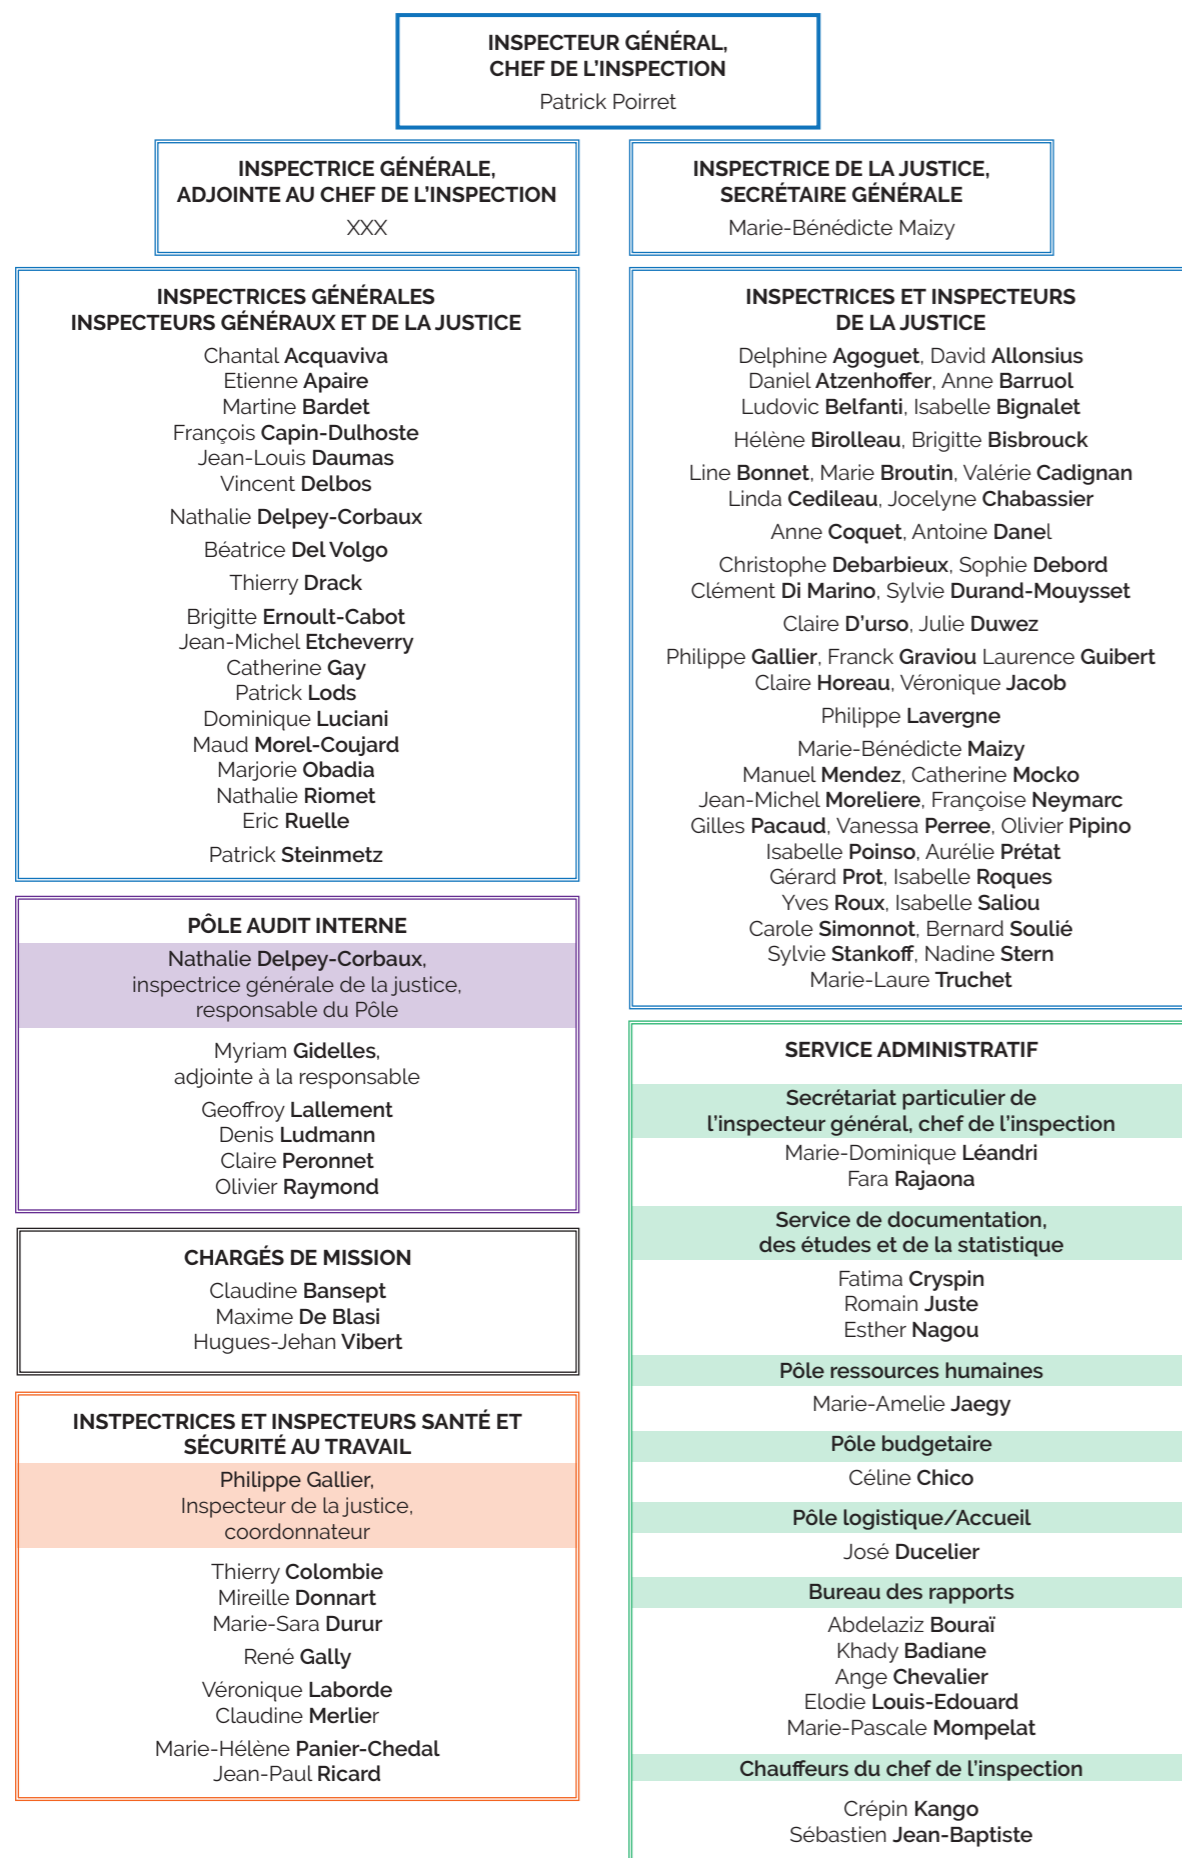 INSPECTEUR GÉNÉRAL,
CHEF DE L'INSPECTION
Patrick Poirret
INSPECTRICE GÉNÉRALE,
ADJOINTE AU CHEF DE L'INSPECTION
XXX
INSPECTRICE DE LA JUSTICE,
SECRÉTAIRE GÉNÉRALE
Marie-Bénédicte Maizy
INSPECTRICES GÉNÉRALES
INSPECTEURS GÉNÉRAUX ET DE LA JUSTICE
Chantal Acquaviva
Etienne Apaire
Martine Bardet
François Capin-Dulhoste
Jean-Louis Daumas
Vincent Delbos
Nathalie Delpey-Corbaux
Béatrice Del Volgo
Thierry Drack
Brigitte Ernoult-Cabot
Jean-Michel Etcheverry
Catherine Gay
Patrick Lods
Dominique Luciani
Maud Morel-Coujard
Marjorie Obadia
Nathalie Riomet
Eric Ruelle
Patrick Steinmetz
PÔLE AUDIT INTERNE
Nathalie Delpey-Corbaux,
inspectrice générale de la justice,
responsable du Pôle
Myriam Gidelles,
adjointe à la responsable
Geoffroy Lallement
Denis Ludmann
Claire Peronnet
Olivier Raymond
CHARGÉS DE MISSION
Claudine Bansept
Maxime De Blasi
Hugues-Jehan Vibert
INSTPECTRICES ET INSPECTEURS SANTÉ ET
SÉCURITÉ AU TRAVAIL
Philippe Gallier,
Inspecteur de la justice,
coordonnateur
Thierry Colombie
Mireille Donnart
Marie-Sara Durur
René Gally
Véronique Laborde
Claudine Merlier
Marie-Hélène Panier-Chedal
Jean-Paul Ricard
INSPECTRICES ET INSPECTEURS
DE LA JUSTICE
Delphine Agoguet, David Allonsius
Daniel Atzenhoffer, Anne Barruol
Ludovic Belfanti, Isabelle Bignalet
Hélène Birolleau, Brigitte Bisbrouck
Line Bonnet, Marie Broutin, Valérie Cadignan
Linda Cedileau, Jocelyne Chabassier
Anne Coquet, Antoine Danel
Christophe Debarbieux, Sophie Debord
Clément Di Marino, Sylvie Durand-Mouysset
Claire D'urso, Julie Duwez
Philippe Gallier, Franck Graviou Laurence Guibert
Claire Horeau, Véronique Jacob
Philippe Lavergne
Marie-Bénédicte Maizy
Manuel Mendez, Catherine Mocko
Jean-Michel Moreliere, Françoise Neymarc
Gilles Pacaud, Vanessa Perree, Olivier Pipino
Isabelle Poinso, Aurélie Prétat
Gérard Prot, Isabelle Roques
Yves Roux, Isabelle Saliou
Carole Simonnot, Bernard Soulié
Sylvie Stankoff, Nadine Stern
Marie-Laure Truchet
SERVICE ADMINISTRATIF
Secrétariat particulier de
l'inspecteur général, chef de l'inspection
Marie-Dominique Léandri
Fara Rajaona
Service de documentation,
des études et de la statistique
Fatima Cryspin
Romain Juste
Esther Nagou
Pôle ressources humaines
Marie-Amelie Jaegy
Pôle budgetaire
Céline Chico
Pôle logistique/Accueil
José Ducelier
Bureau des rapports
Abdelaziz Bouraï
Khady Badiane
Ange Chevalier
Elodie Louis-Edouard
Marie-Pascale Mompelat
Chauffeurs du chef de l'inspection
Crépin Kango
Sébastien Jean-Baptiste